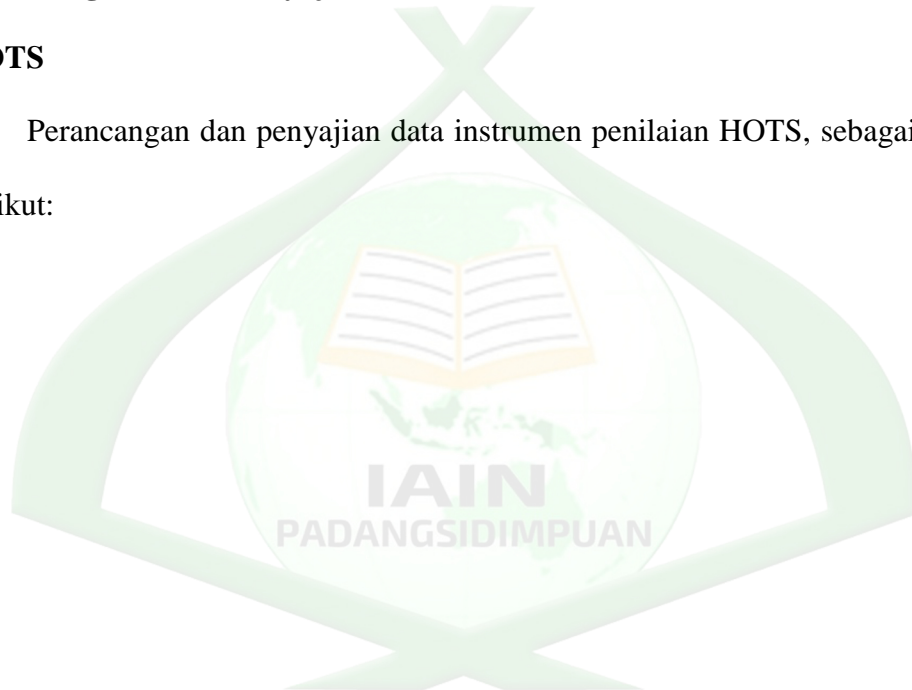 OTS
Perancangan dan penyajian data instrumen penilaian HOTS, sebagai
ikut:
IAIN
PADANGSIDIMPUAN